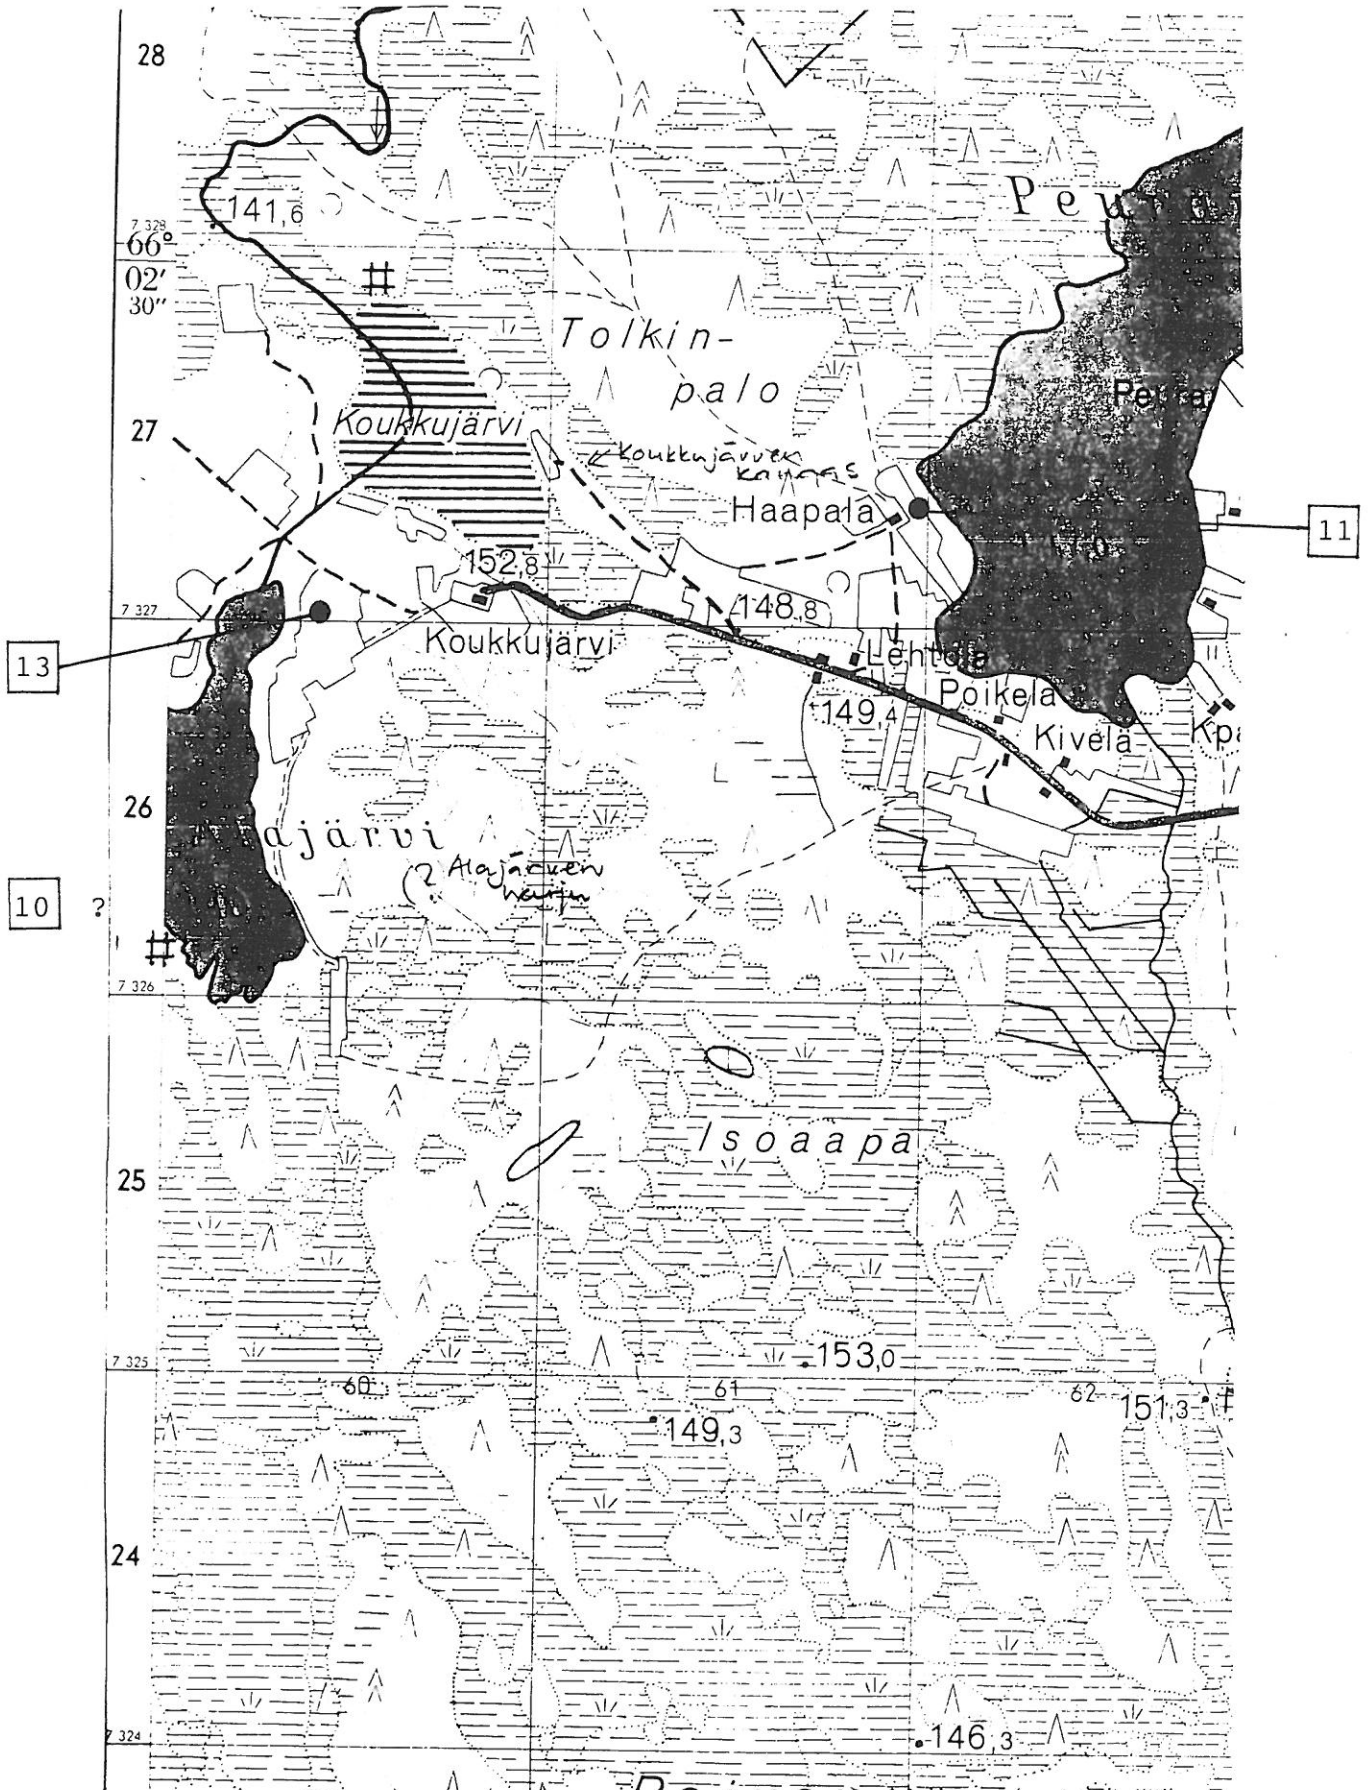 28
141,6
7 328
66°
02'
30"
Tolkin-
palo
27
Koukkujärvi
Koukkujärven
kangas
Haapala
11
152,8
148,8
7 327
Koukkujärvi
Lehtola
13
Poikela
149,4
Kivelä
26
ajärvi
(? Alajärven
harju
10 ?
7 326
Isoaapa
25
153,0
7 325
60 61 62
151,3
149,3
24
7 324
146,3